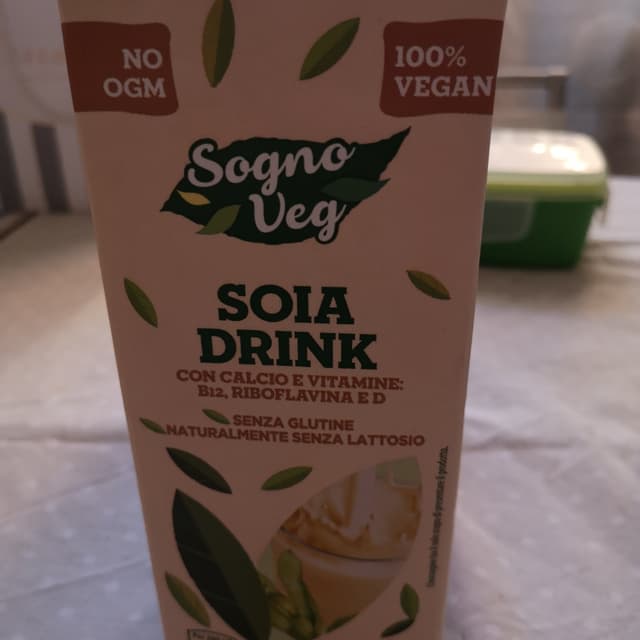 NO
OGM
100%
VEGAN
Sogno
Veg
SOIA
DRINK
CON CALCIO E VITAMINE:
B12, RIBOFLAVINA E D
SENZA GLUTINE
NATURALMENTE SENZA LATTOSIO